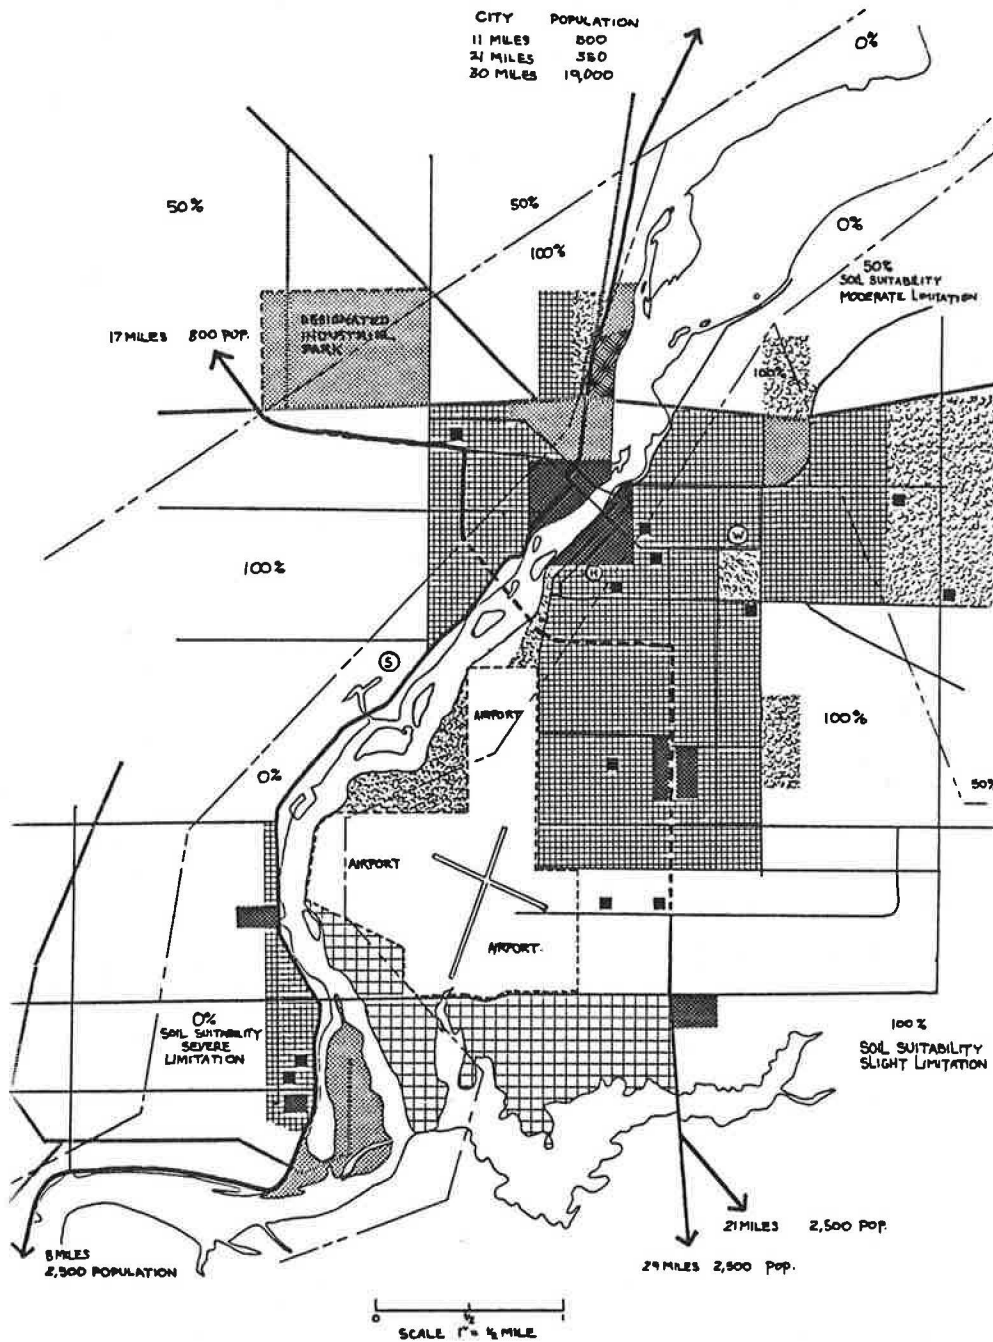 CITY POPULATION
11 MILES 800
21 MILES 380
30 MILES 19,000
0%
50%
50%
100%
0%
50%
SOIL SUITABILITY
MODERATE LIMITATION
DESIGNATED
INDUSTRIAL
PARK
17 MILES 800 POP.
100%
W
H
100%
S
AIRPORT
100%
0%
50%
AIRPORT
AIRPORT
0%
SOIL SUITABILITY
SEVERE
LIMITATION
100%
SOIL SUITABILITY
SLIGHT LIMITATION
21 MILES 2,500 POP.
8 MILES
2,500 POPULATION
29 MILES 2,500 POP.
0 1/2 1
SCALE 1" = 1/2 MILE